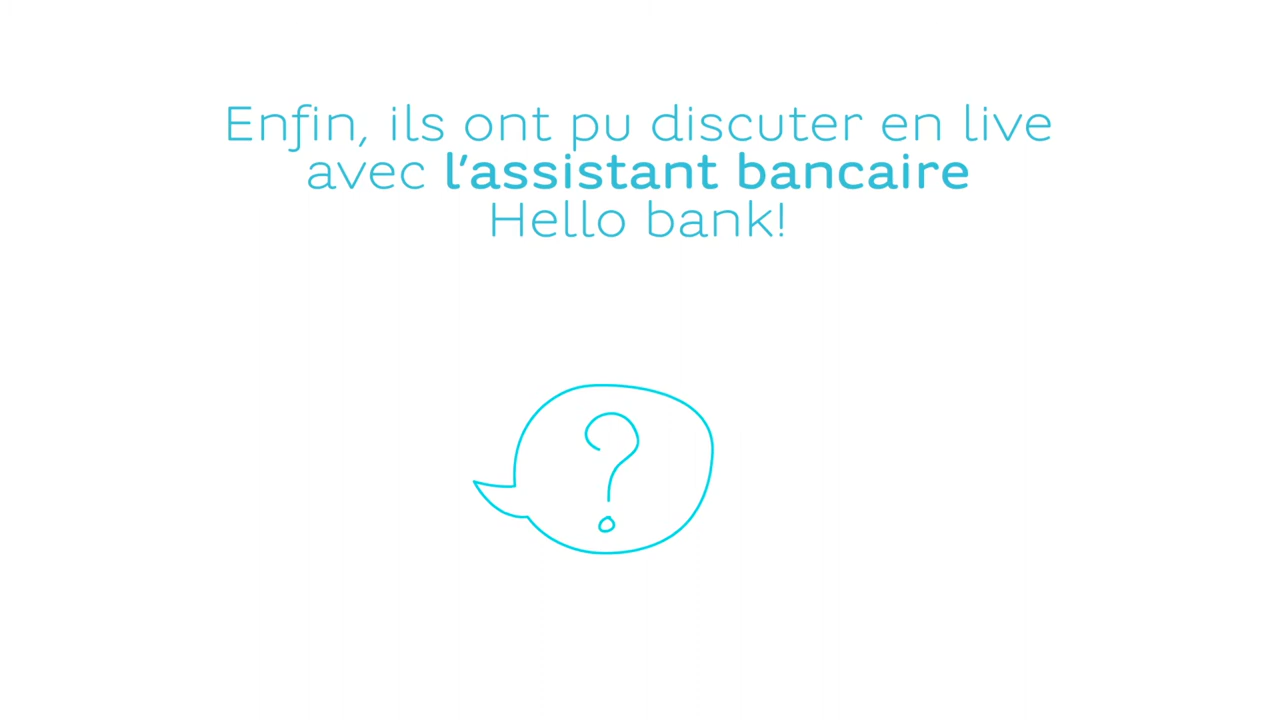 Enfin, ils ont pu discuter en live
avec l'assistant bancaire
Hello bank!
?